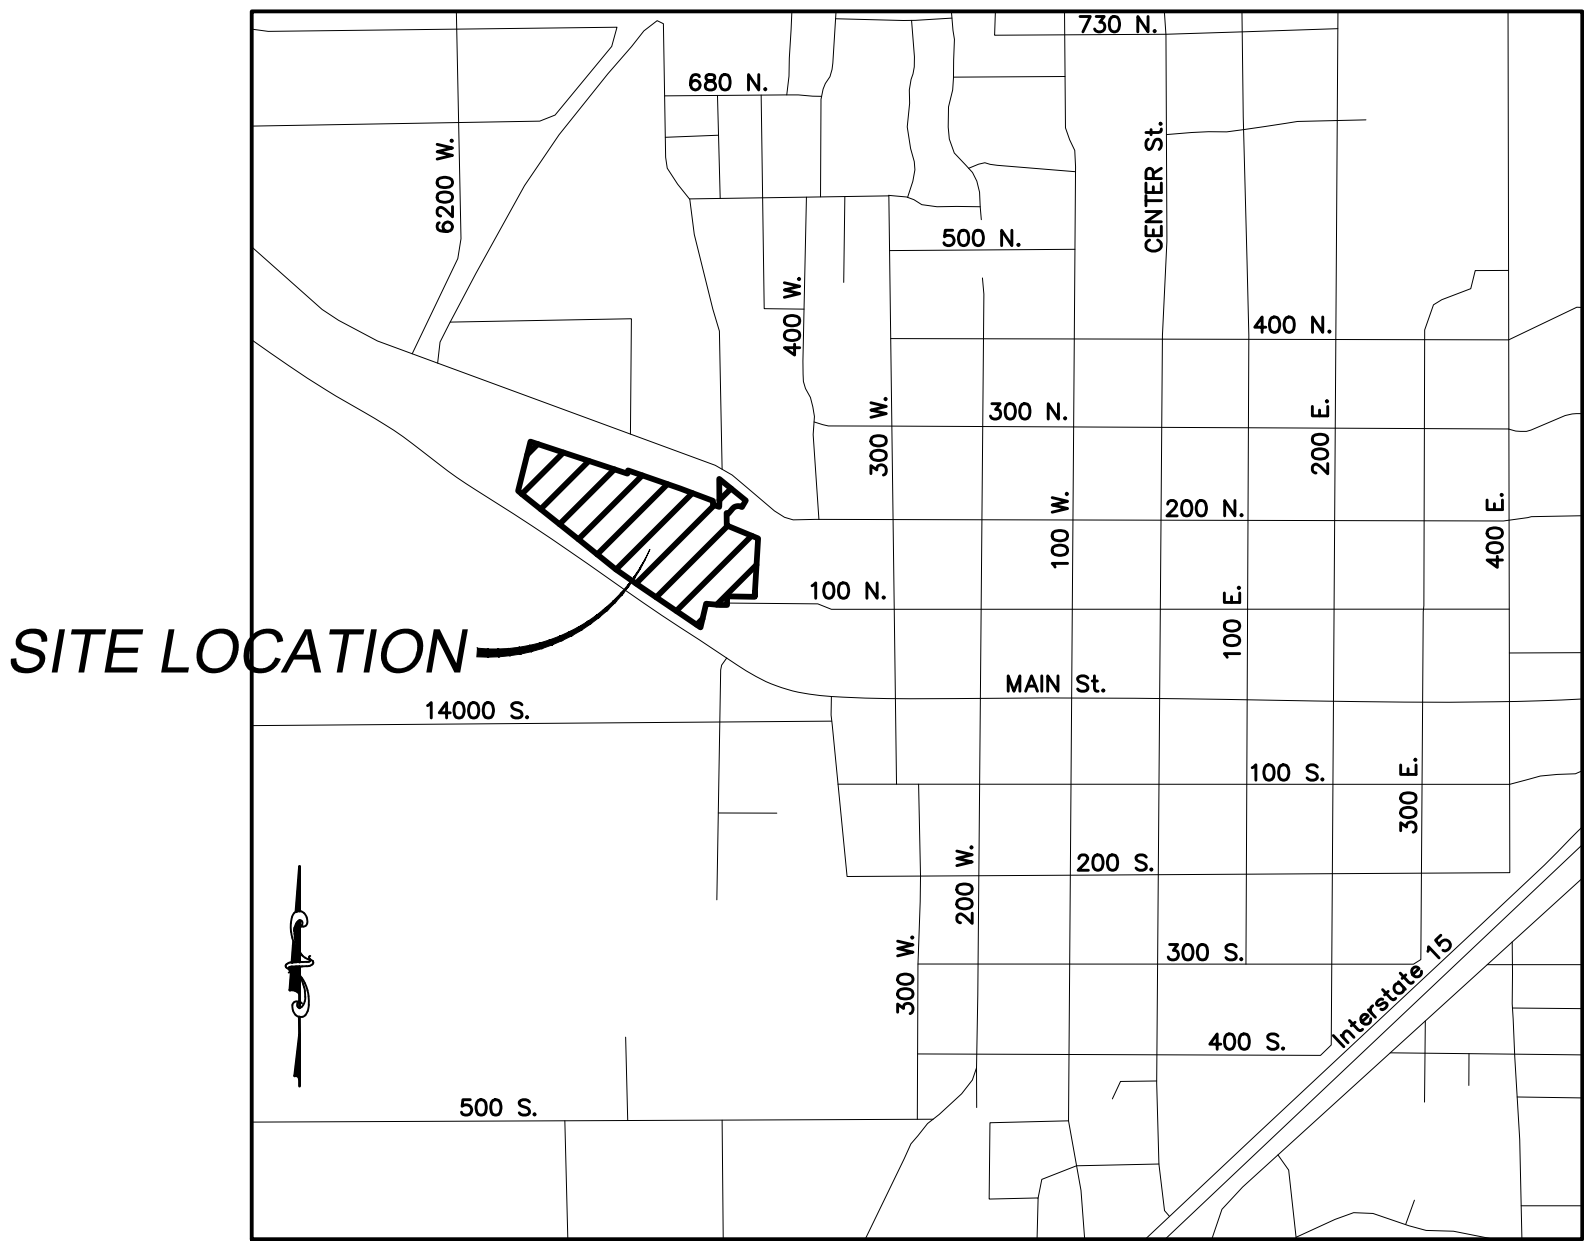 730 N.
680 N.
6200 W.
CENTER St.
500 N.
400 W.
400 N.
300 W.
300 N.
200 E.
100 W.
200 N.
400 E.
100 N.
100 E.
SITE LOCATION
MAIN St.
14000 S.
100 S.
300 E.
200 W.
200 S.
300 W.
300 S.
Interstate 15
400 S.
500 S.